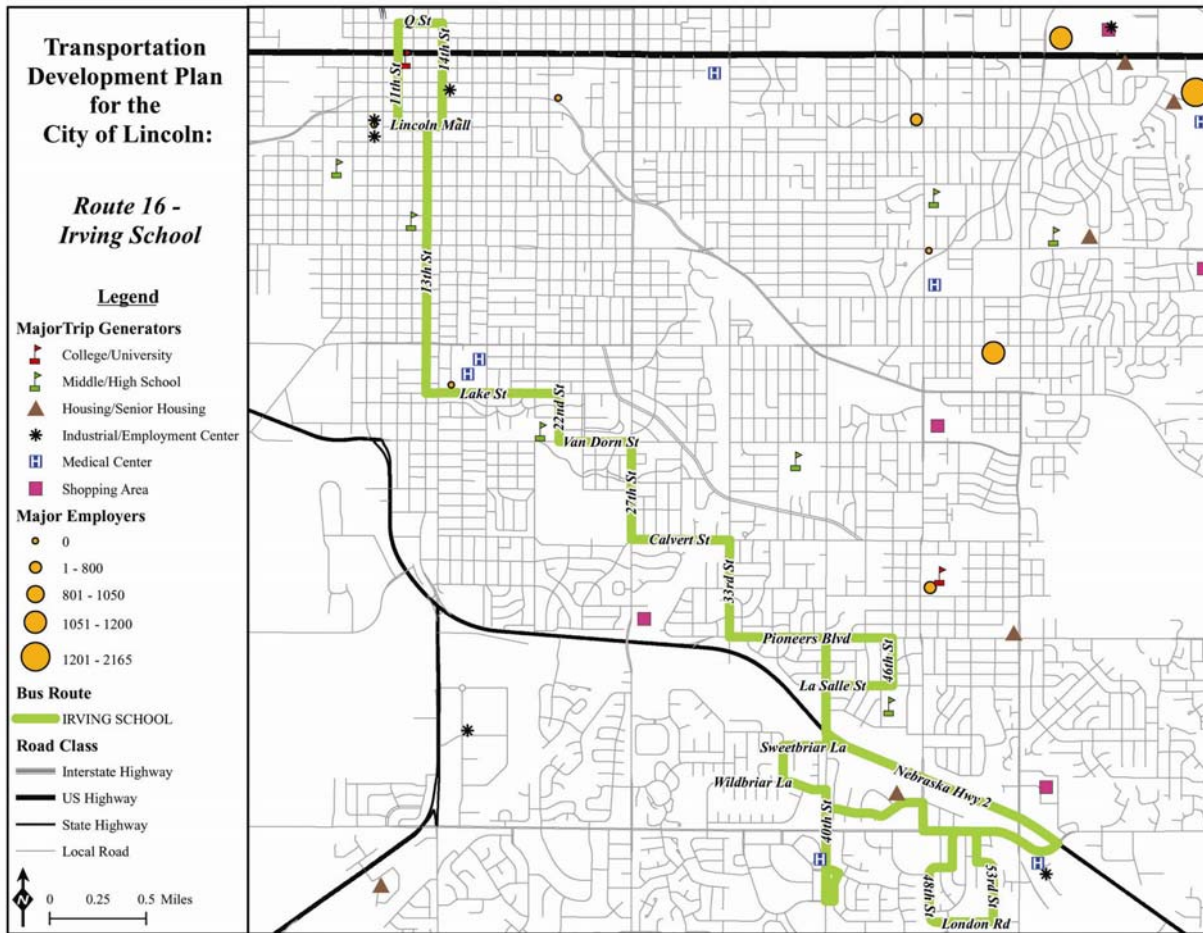 Transportation
Development Plan
for the
City of Lincoln:
Route 16 -
Irving School
Legend
MajorTrip Generators
College/University
Middle/High School
Housing/Senior Housing
Industrial/Employment Center
H Medical Center
Shopping Area
Major Employers
0
1 - 800
801 - 1050
1051 - 1200
1201 - 2165
Bus Route
IRVING SCHOOL
Road Class
Interstate Highway
US Highway
State Highway
Local Road
N
0 0.25 0.5 Miles
Q St
11th St
14th St
Lincoln Mall
13th St
Lake St
22nd St
Van Dorn St
27th St
Calvert St
33rd St
Pioneers Blvd
46th St
La Salle St
Sweetbriar La
Wildbriar La
Nebraska Hwy 2
40th St
48th St
53rd St
London Rd
H
H
H
H
H
H
H